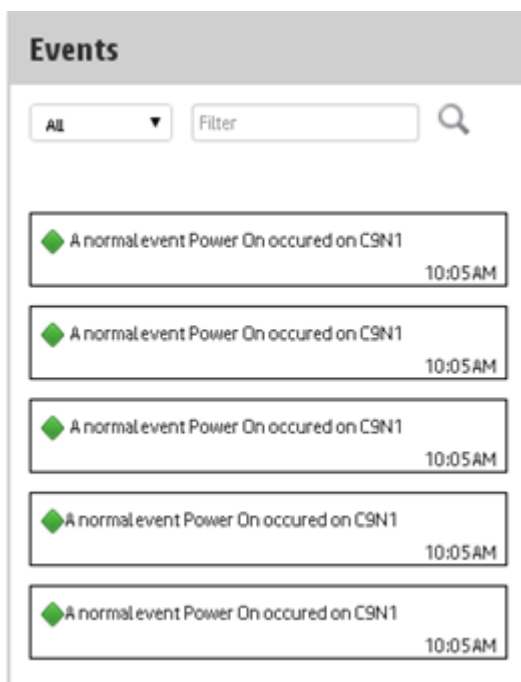 Events
All
Filter
A normal event Power On occured on C9N1
10:05AM
A normal event Power On occured on C9N1
10:05AM
A normal event Power On occured on C9N1
10:05AM
A normal event Power On occured on C9N1
10:05AM
A normal event Power On occured on C9N1
10:05AM